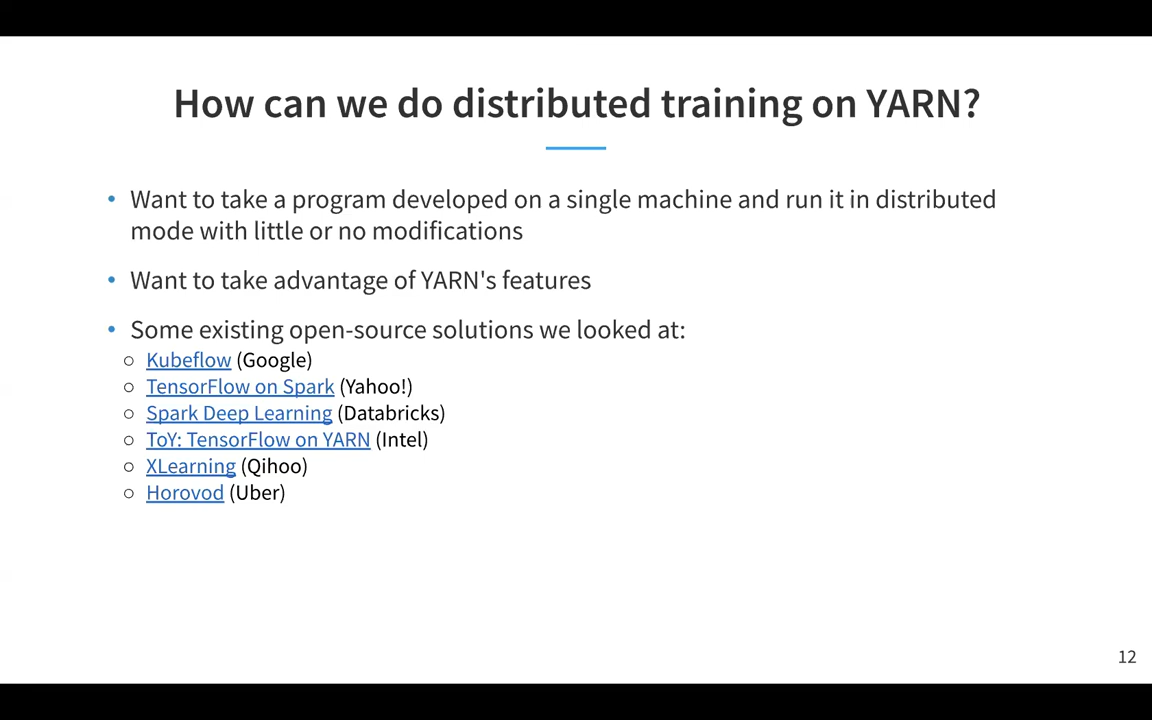 How can we do distributed training on YARN?
• Want to take a program developed on a single machine and run it in distributed
mode with little or no modifications
• Want to take advantage of YARN's features
• Some existing open-source solutions we looked at:
○ Kubeflow (Google)
○ TensorFlow on Spark (Yahoo!)
○ Spark Deep Learning (Databricks)
○ ToY: TensorFlow on YARN (Intel)
○ XLearning (Qihoo)
○ Horovod (Uber)
12